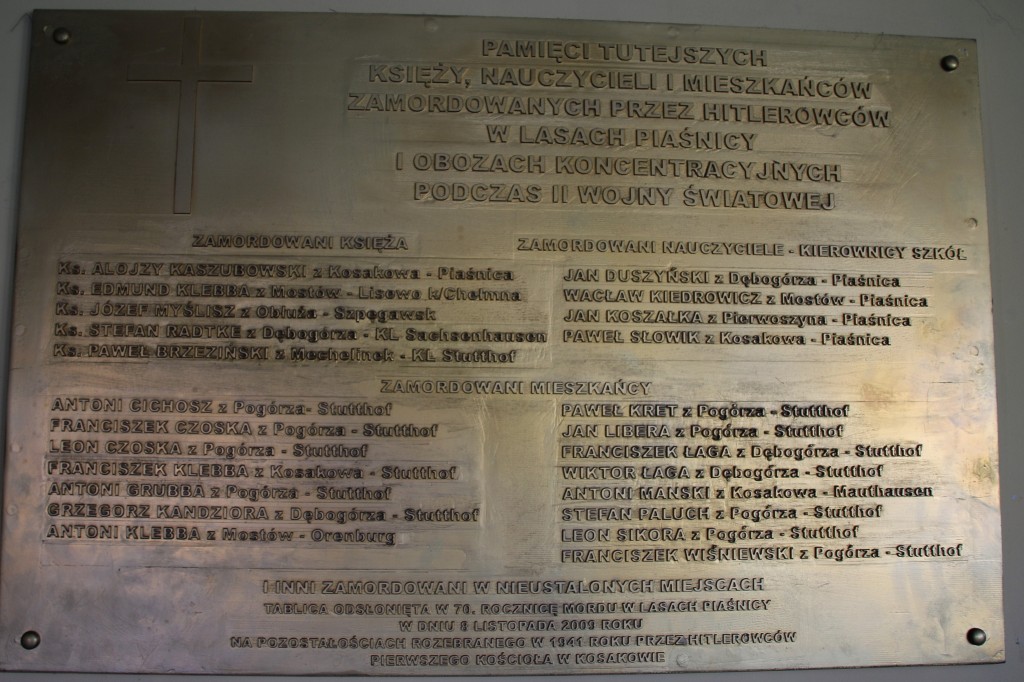 PAMIĘCI TUTEJSZYCH
KSIĘŻY, NAUCZYCIELI I MIESZKAŃCÓW
ZAMORDOWANYCH PRZEZ HITLEROWCÓW
W LASACH PIAŚNICY
I OBOZACH KONCENTRACYJNYCH
PODCZAS II WOJNY ŚWIATOWEJ
ZAMORDOWANI KSIĘŻA
Ks. ALOJZY KASZUBOWSKI z Kosakowa - Piaśnica
Ks. EDMUND KLEBBA z Mostów - Lisewo k/Chełmna
Ks. JÓZEF MYŚLISZ z Obłuża - Szpęgawsk
Ks. STEFAN RADTKE z Dębogórza - KL Sachsenhausen
Ks. PAWEŁ BRZEZIŃSKI z Mechelinek - KL Stutthof
ZAMORDOWANI NAUCZYCIELE - KIEROWNICY SZKÓŁ
JAN DUSZYŃSKI z Dębogórza - Piaśnica
WACŁAW KIEDROWICZ z Mostów - Piaśnica
JAN KOSZAŁKA z Pierwoszyna - Piaśnica
PAWEŁ SŁOWIK z Kosakowa - Piaśnica
ZAMORDOWANI MIESZKAŃCY
ANTONI CICHOSZ z Pogórza- Stutthof
FRANCISZEK CZOSKA z Pogórza - Stutthof
LEON CZOSKA z Pogórza - Stutthof
FRANCISZEK KLEBBA z Kosakowa - Stutthof
ANTONI GRUBBA z Pogórza - Stutthof
GRZEGORZ KANDZIORA z Dębogórza - Stutthof
ANTONI KLEBBA z Mostów - Orenburg
PAWEŁ KRET z Pogórza - Stutthof
JAN LIBERA z Pogórza - Stutthof
FRANCISZEK ŁAGA z Dębogórza - Stutthof
WIKTOR ŁAGA z Dębogórza - Stutthof
ANTONI MAŃSKI z Kosakowa - Mauthausen
STEFAN PALUCH z Pogórza - Stutthof
LEON SIKORA z Pogórza - Stutthof
FRANCISZEK WIŚNIEWSKI z Pogórza - Stutthof
I INNI ZAMORDOWANI W NIEUSTALONYCH MIEJSCACH
TABLICA ODSŁONIĘTA W 70. ROCZNICĘ MORDU W LASACH PIAŚNICY
W DNIU 8 LISTOPADA 2009 ROKU
NA POZOSTAŁOŚCIACH ROZEBRANEGO W 1941 ROKU PRZEZ HITLEROWCÓW
PIERWSZEGO KOŚCIOŁA W KOSAKOWIE